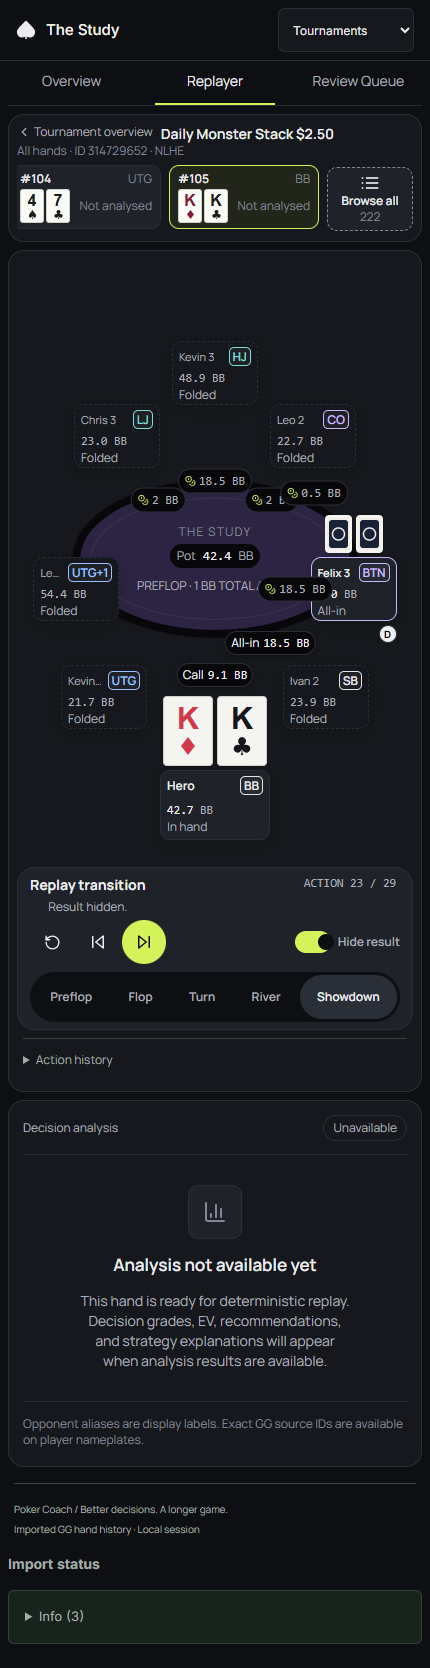 The Study
Tournaments
Overview
Replayer
Review Queue
Tournament overview
Daily Monster Stack $2.50
All hands · ID 314729652 · NLHE
#104
UTG
4
7
Not analysed
#105
BB
K
K
Not analysed
Browse all
222
Kevin 3
HJ
48.9 BB
Folded
Chris 3
LJ
23.0 BB
Folded
Leo 2
CO
22.7 BB
Folded
18.5 BB
2 BB
2
0.5 BB
THE STUDY
Pot 42.4 BB
PREFLOP · 1 BB TOTAL
18.5 BB
Le...
UTG+1
54.4 BB
Folded
Felix 3
BTN
0 BB
All-in
D
All-in 18.5 BB
Call 9.1 BB
Kevin...
UTG
21.7 BB
Folded
Ivan 2
SB
23.9 BB
Folded
K
K
Hero
BB
42.7 BB
In hand
Replay transition
ACTION 23 / 29
Result hidden.
Hide result
Preflop
Flop
Turn
River
Showdown
Action history
Decision analysis
Unavailable
Analysis not available yet
This hand is ready for deterministic replay.
Decision grades, EV, recommendations,
and strategy explanations will appear
when analysis results are available.
Opponent aliases are display labels. Exact GG source IDs are available
on player nameplates.
Poker Coach / Better decisions. A longer game.
Imported GG hand history · Local session
Import status
Info (3)